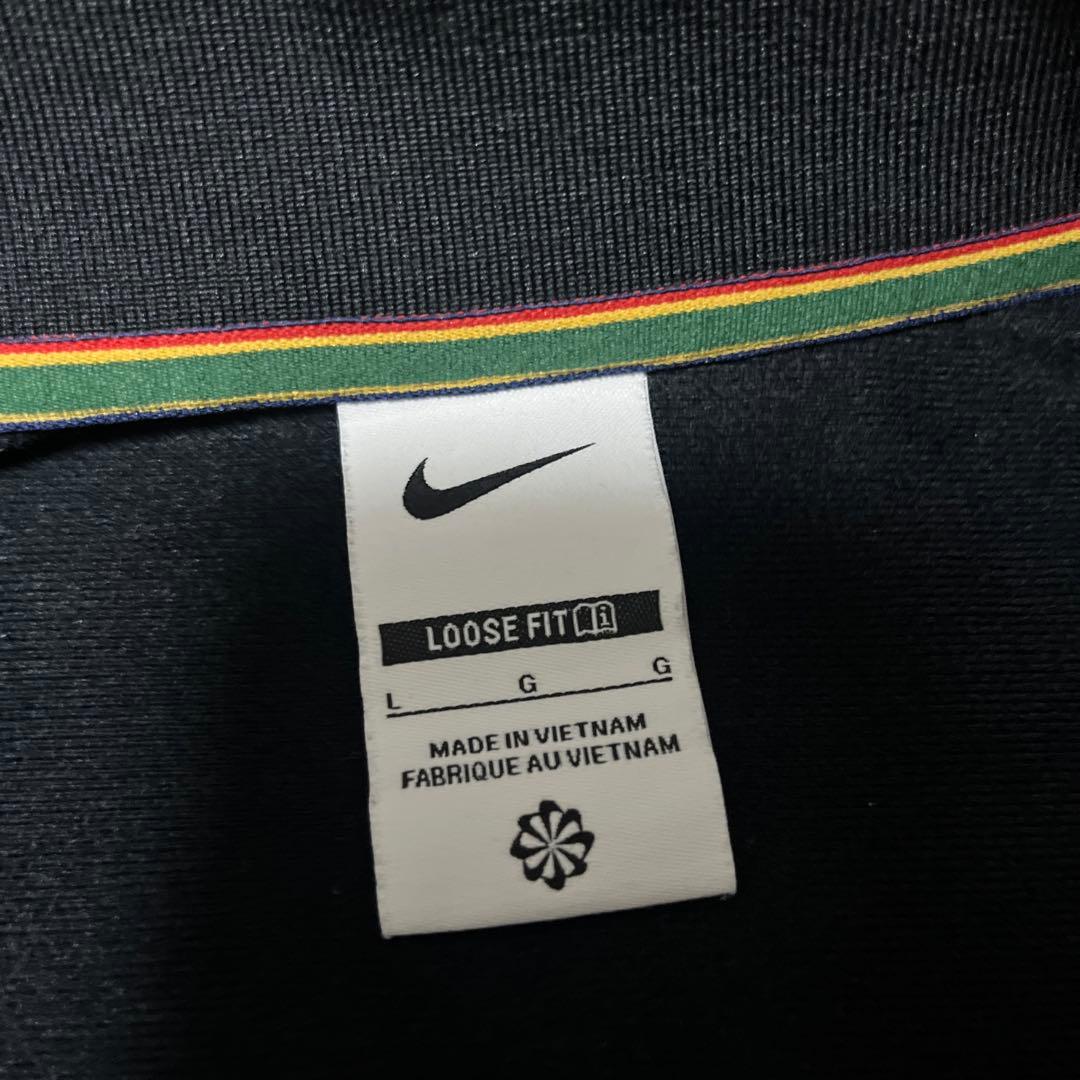 LOOSE FIT
L G G
MADE IN VIETNAM
FABRIQUE AU VIETNAM